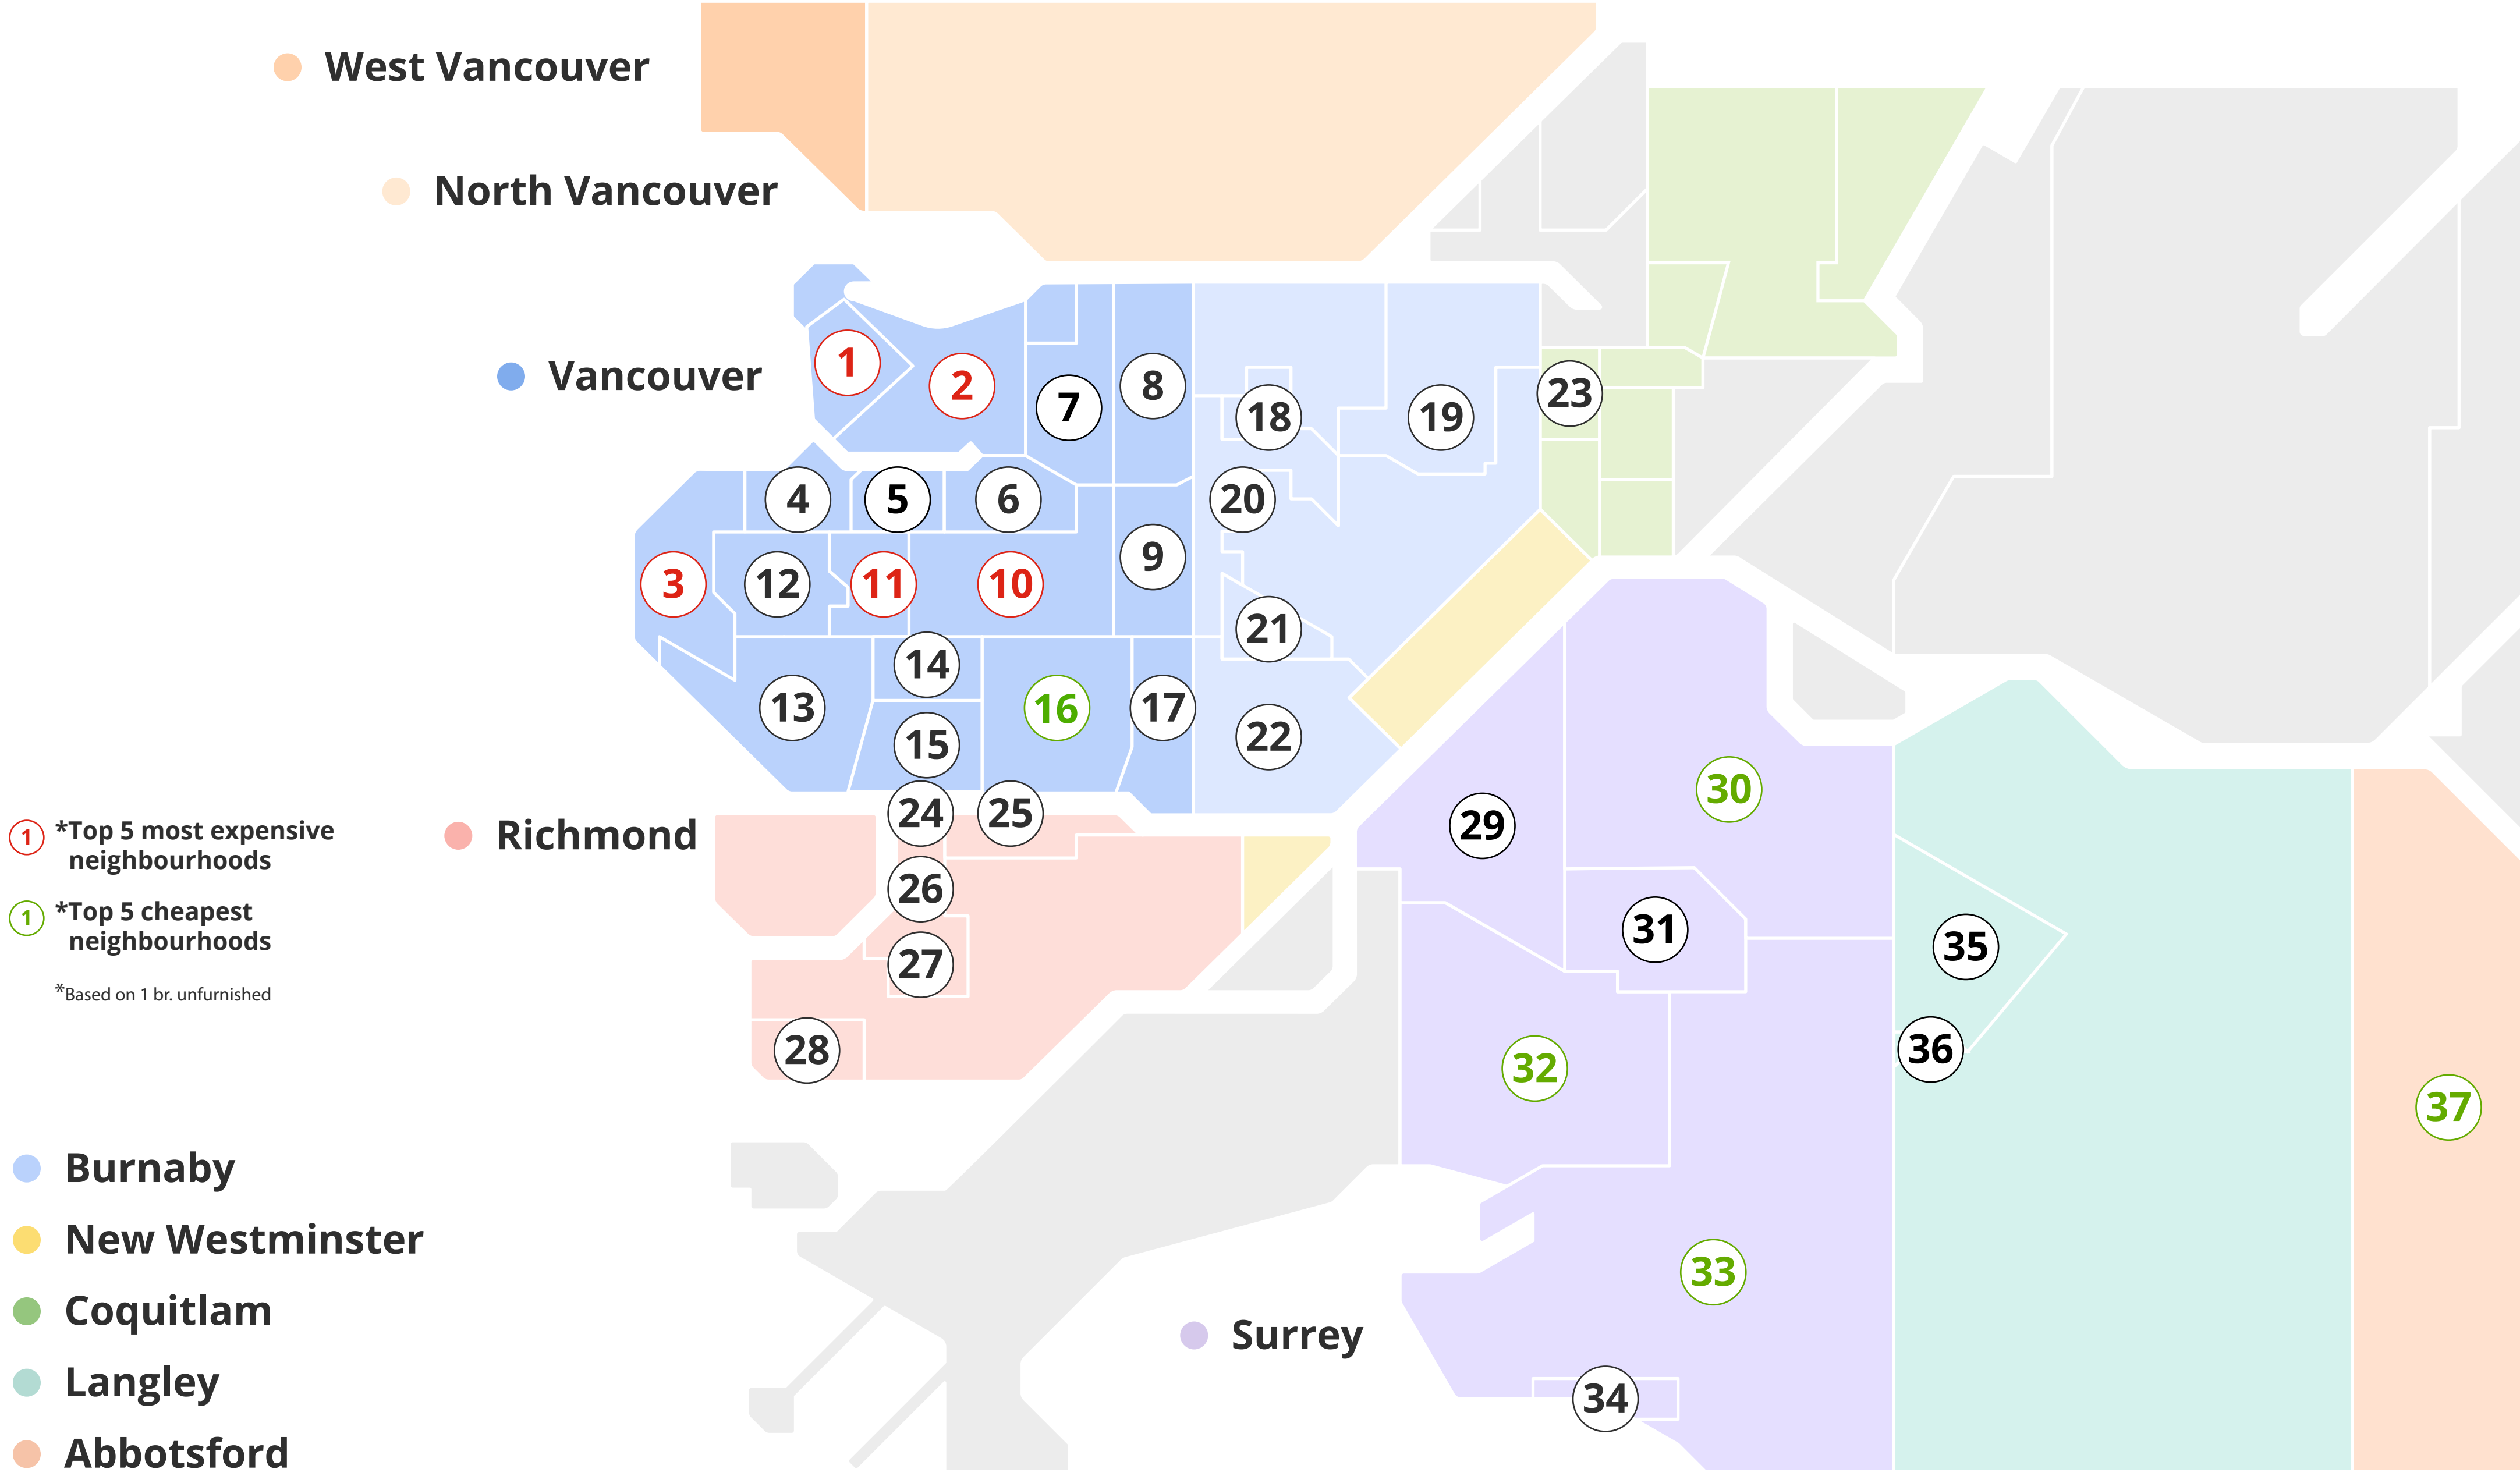 West Vancouver
North Vancouver
Vancouver
1
2
7
8
18
19
23
4
5
6
20
9
3
12
11
10
21
14
13
16
17
15
22
24
25
30
29
1 *Top 5 most expensive
neighbourhoods
Richmond
26
31
1 *Top 5 cheapest
neighbourhoods
35
27
*Based on 1 br. unfurnished
28
36
32
37
Burnaby
New Westminster
33
Coquitlam
Surrey
Langley
34
Abbotsford